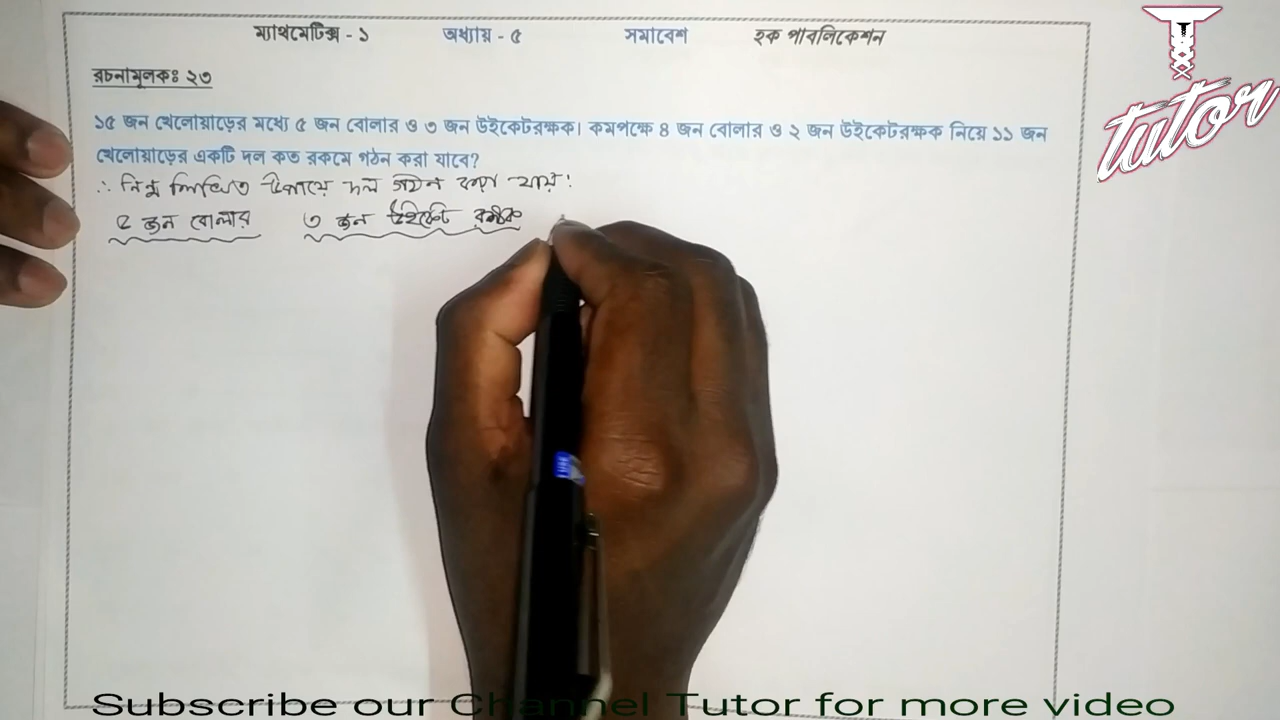 ম্যাথমেটিক্স - ১ অধ্যায় - ৫ সমাবেশ হক পাবলিকেশন
রচনামূলকঃ ২৩
১৫ জন খেলোয়াড়ের মধ্যে ৫ জন বোলার ও ৩ জন উইকেটরক্ষক। কমপক্ষে ৪ জন বোলার ও ২ জন উইকেটরক্ষক নিয়ে ১১ জন
খেলোয়াড়ের একটি দল কত রকমে গঠন করা যাবে?
∴ নিম্ন লিখিত উপায়ে দল গঠন করা যায়:
৫ জন বোলার ৩ জন উইকেট রক্ষক
T
tutor
Subscribe our Channel Tutor for more video